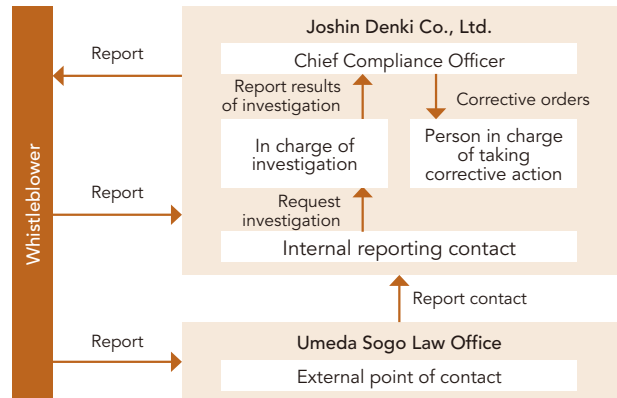 Joshin Denki Co., Ltd.
Report
Chief Compliance Officer
Report results
of investigation
Corrective orders
In charge of
investigation
Person in charge
of taking
corrective action
Whistleblower
Report
Request
investigation
Internal reporting contact
Report contact
Report
Umeda Sogo Law Office
External point of contact